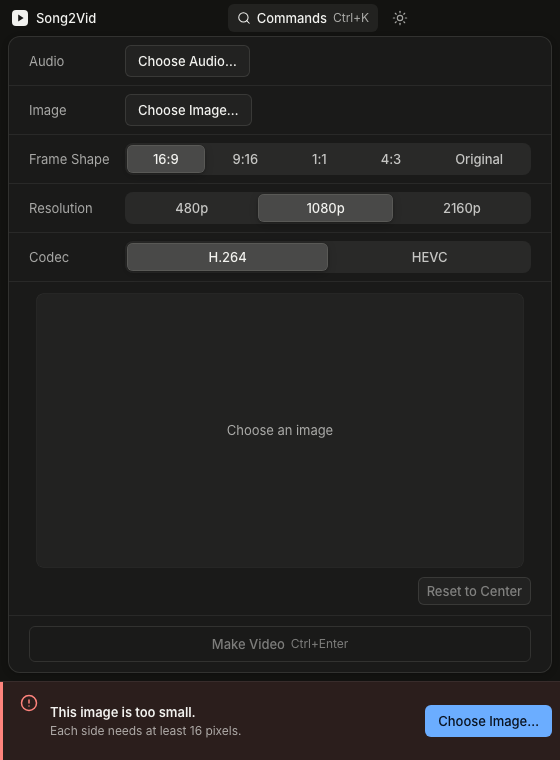 Song2Vid
Commands Ctrl+K
Audio Choose Audio...
Image Choose Image...
Frame Shape 16:9 9:16 1:1 4:3 Original
Resolution 480p 1080p 2160p
Codec H.264 HEVC
Choose an image
Reset to Center
Make Video Ctrl+Enter
This image is too small.
Each side needs at least 16 pixels.
Choose Image...